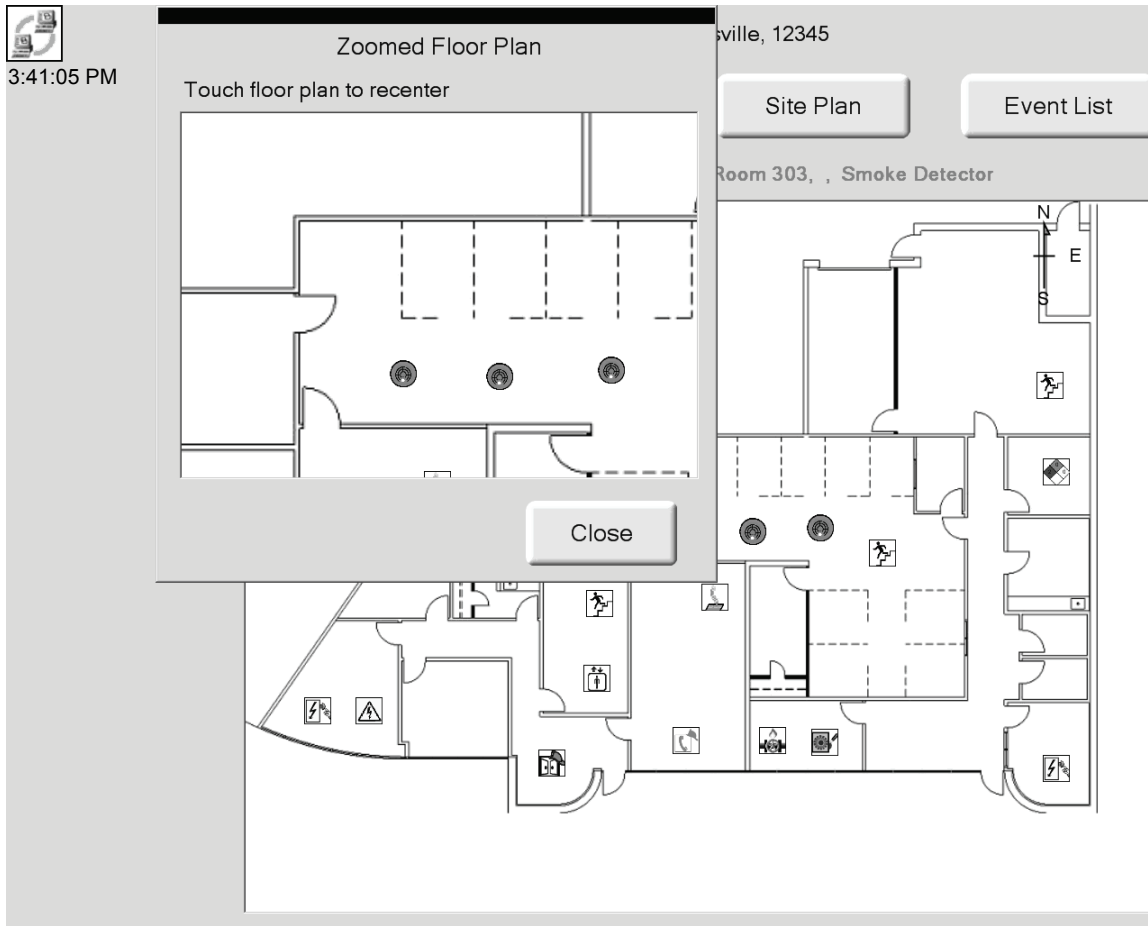 Zoomed Floor Plan
sville, 12345
3:41:05 PM
Touch floor plan to recenter
Site Plan
Event List
Room 303, , Smoke Detector
N
E
S
Close